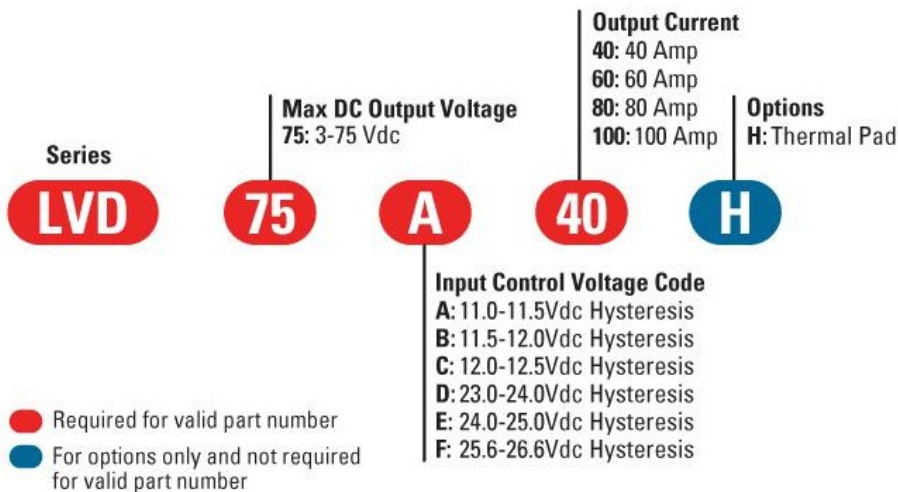 Output Current
40: 40 Amp
60: 60 Amp
80: 80 Amp
100: 100 Amp
Max DC Output Voltage
75: 3-75 Vdc
Options
H: Thermal Pad
Series
LVD
75
A
40
H
Input Control Voltage Code
A: 11.0-11.5Vdc Hysteresis
B: 11.5-12.0Vdc Hysteresis
C: 12.0-12.5Vdc Hysteresis
D: 23.0-24.0Vdc Hysteresis
E: 24.0-25.0Vdc Hysteresis
F: 25.6-26.6Vdc Hysteresis
Required for valid part number
For options only and not required
for valid part number